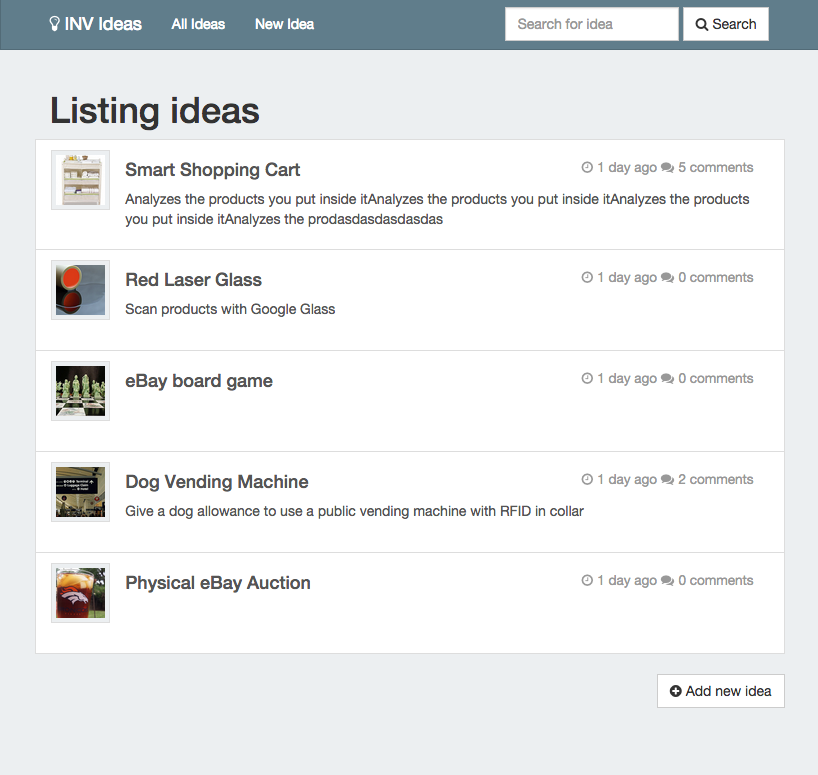 INV Ideas All Ideas New Idea Search for idea Search
Listing ideas
Smart Shopping Cart 1 day ago 5 comments
Analyzes the products you put inside itAnalyzes the products you put inside itAnalyzes the products
you put inside itAnalyzes the prodasdasdasdasdas
Red Laser Glass 1 day ago 0 comments
Scan products with Google Glass
eBay board game 1 day ago 0 comments
Dog Vending Machine 1 day ago 2 comments
Give a dog allowance to use a public vending machine with RFID in collar
Physical eBay Auction 1 day ago 0 comments
Add new idea